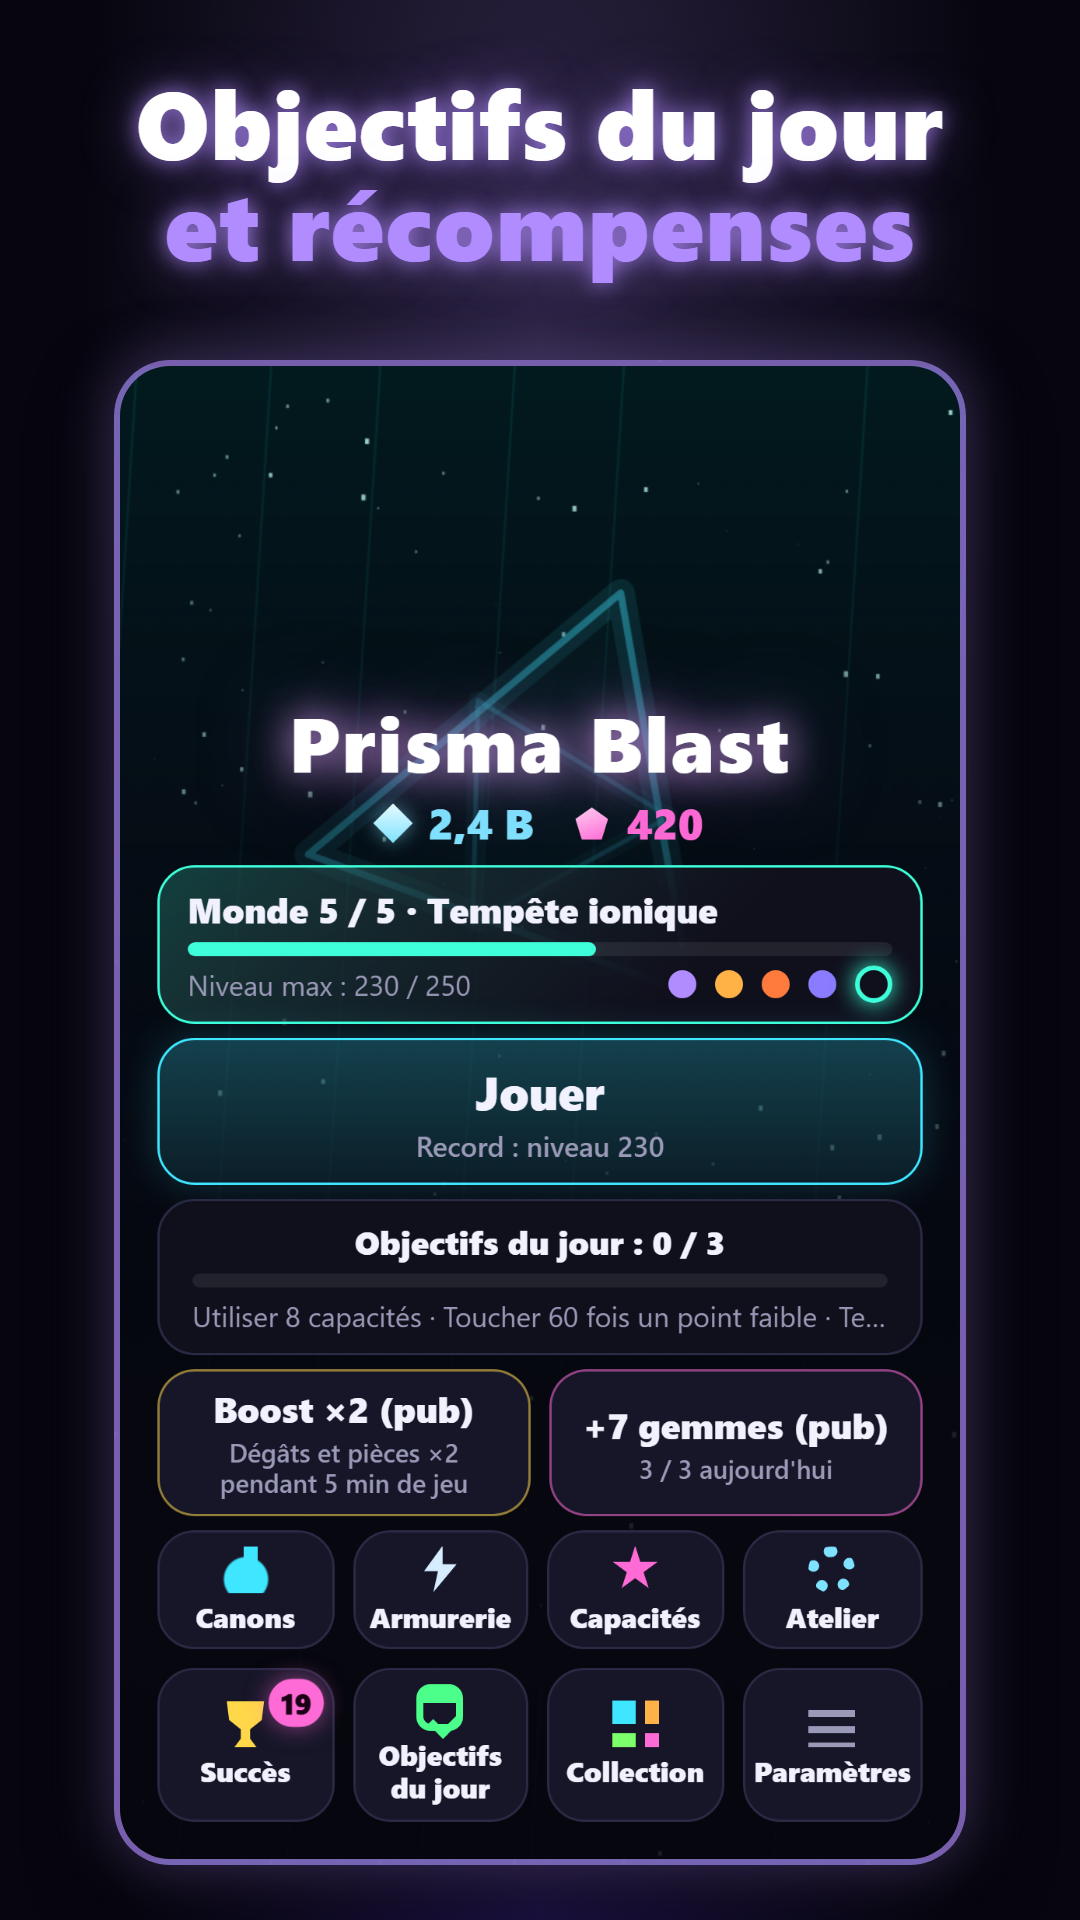 Objectifs du jour
et récompenses
Prisma Blast
2,4 B 420
Monde 5 / 5 · Tempête ionique
Niveau max : 230 / 250
Jouer
Record : niveau 230
Objectifs du jour : 0 / 3
Utiliser 8 capacités · Toucher 60 fois un point faible · Te...
Boost ×2 (pub)
Dégâts et pièces ×2
pendant 5 min de jeu
+7 gemmes (pub)
3 / 3 aujourd'hui
Canons
Armurerie
Capacités
Atelier
19
Succès
Objectifs
du jour
Collection
Paramètres